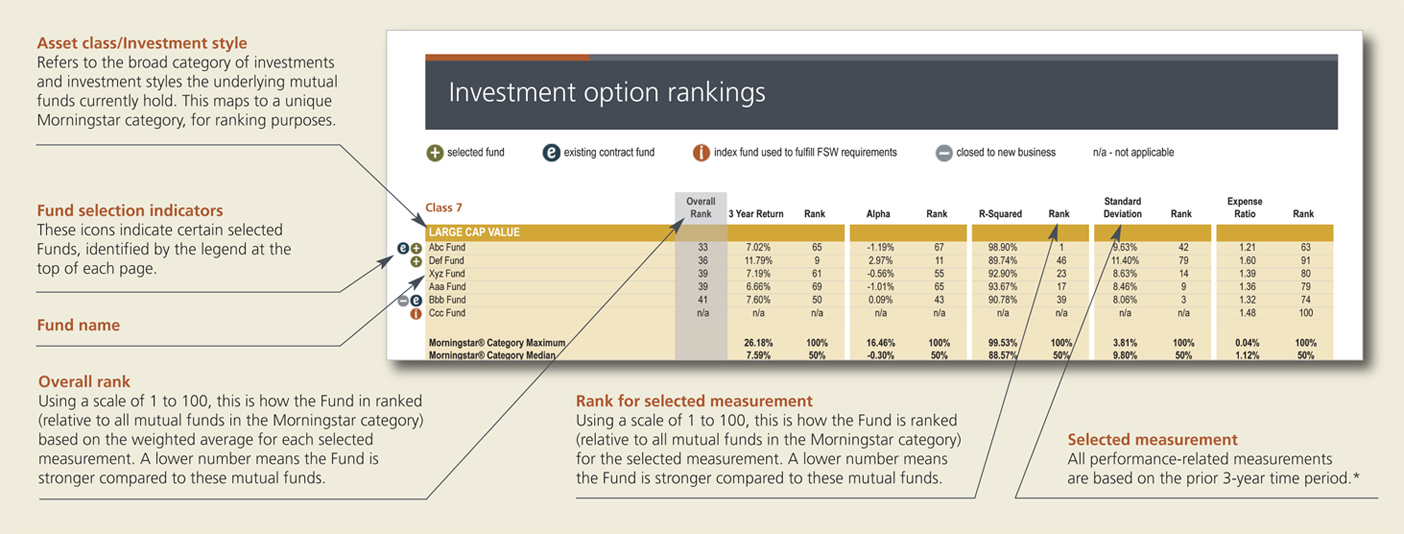 Asset class/Investment style
Refers to the broad category of investments
and investment styles the underlying mutual
funds currently hold. This maps to a unique
Morningstar category, for ranking purposes.
Fund selection indicators
These icons indicate certain selected
Funds, identified by the legend at the
top of each page.
Fund name
Overall rank
Using a scale of 1 to 100, this is how the Fund in ranked
(relative to all mutual funds in the Morningstar category)
based on the weighted average for each selected
measurement. A lower number means the Fund is
stronger compared to these mutual funds.
Investment option rankings
+ selected fund e existing contract fund i index fund used to fulfill FSW requirements − closed to new business n/a - not applicable
Class 7 Overall Rank 3 Year Return Rank Alpha Rank R-Squared Rank Standard Deviation Rank Expense Ratio Rank
LARGE CAP VALUE
e + Abc Fund 33 7.02% 65 -1.19% 67 98.90% 1 9.63% 42 1.21 63
+ Def Fund 36 11.79% 9 2.97% 11 89.74% 46 11.40% 79 1.60 91
Xyz Fund 39 7.19% 61 -0.56% 55 92.90% 23 8.63% 14 1.39 80
Aaa Fund 39 6.66% 69 -1.01% 65 93.67% 17 8.46% 9 1.36 79
− e Bbb Fund 41 7.60% 50 0.09% 43 90.78% 39 8.06% 3 1.32 74
i Ccc Fund n/a n/a n/a n/a n/a n/a n/a n/a n/a 1.48 100
Morningstar® Category Maximum 26.18% 100% 16.46% 100% 99.53% 100% 3.81% 100% 0.04% 100%
Morningstar® Category Median 7.59% 50% -0.30% 50% 88.57% 50% 9.80% 50% 1.12% 50%
Rank for selected measurement
Using a scale of 1 to 100, this is how the Fund is ranked
(relative to all mutual funds in the Morningstar category)
for the selected measurement. A lower number means
the Fund is stronger compared to these mutual funds.
Selected measurement
All performance-related measurements
are based on the prior 3-year time period.*